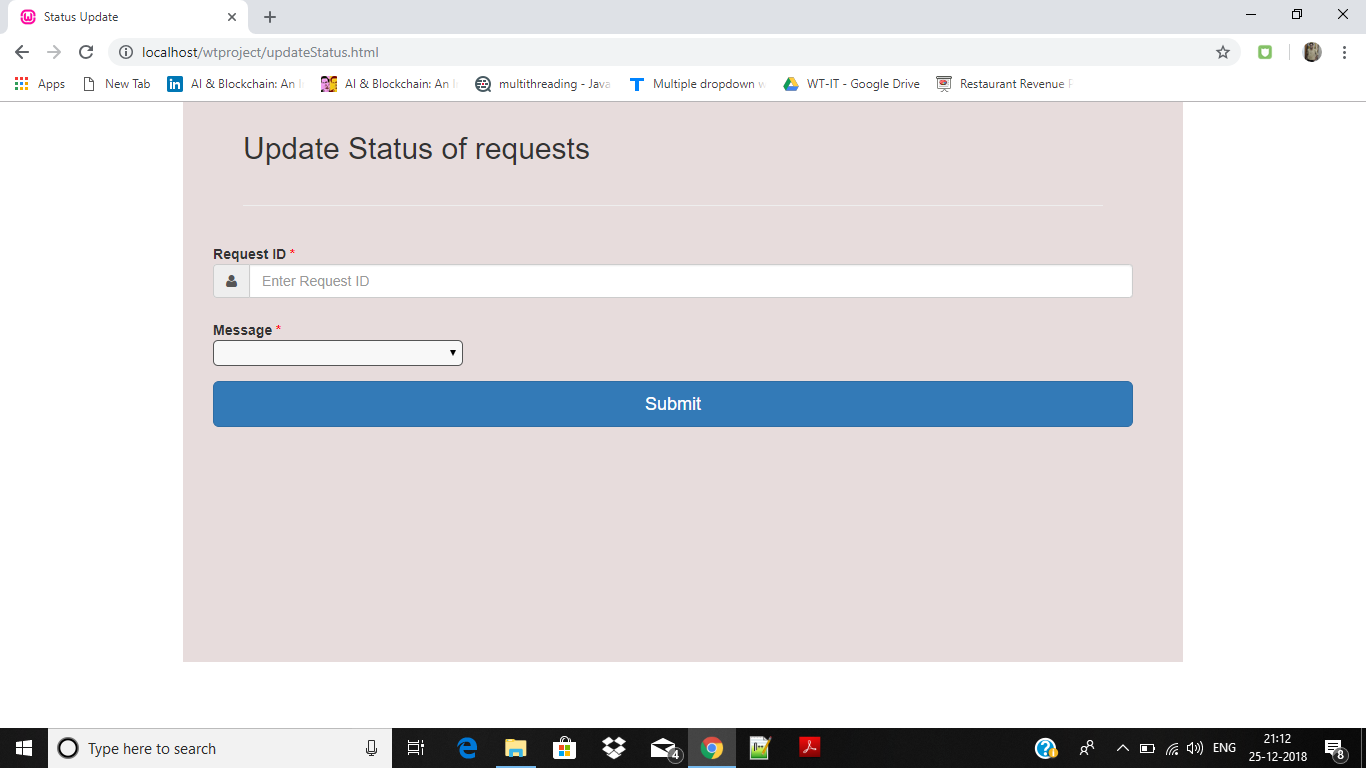 Status Update
localhost/wtproject/updateStatus.html
Apps
New Tab
AI & Blockchain: An I
AI & Blockchain: An I
multithreading - Java
Multiple dropdown w
WT-IT - Google Drive
Restaurant Revenue P
Update Status of requests
Request ID *
Enter Request ID
Message *
Submit
Type here to search
4
ENG
21:12
25-12-2018
8